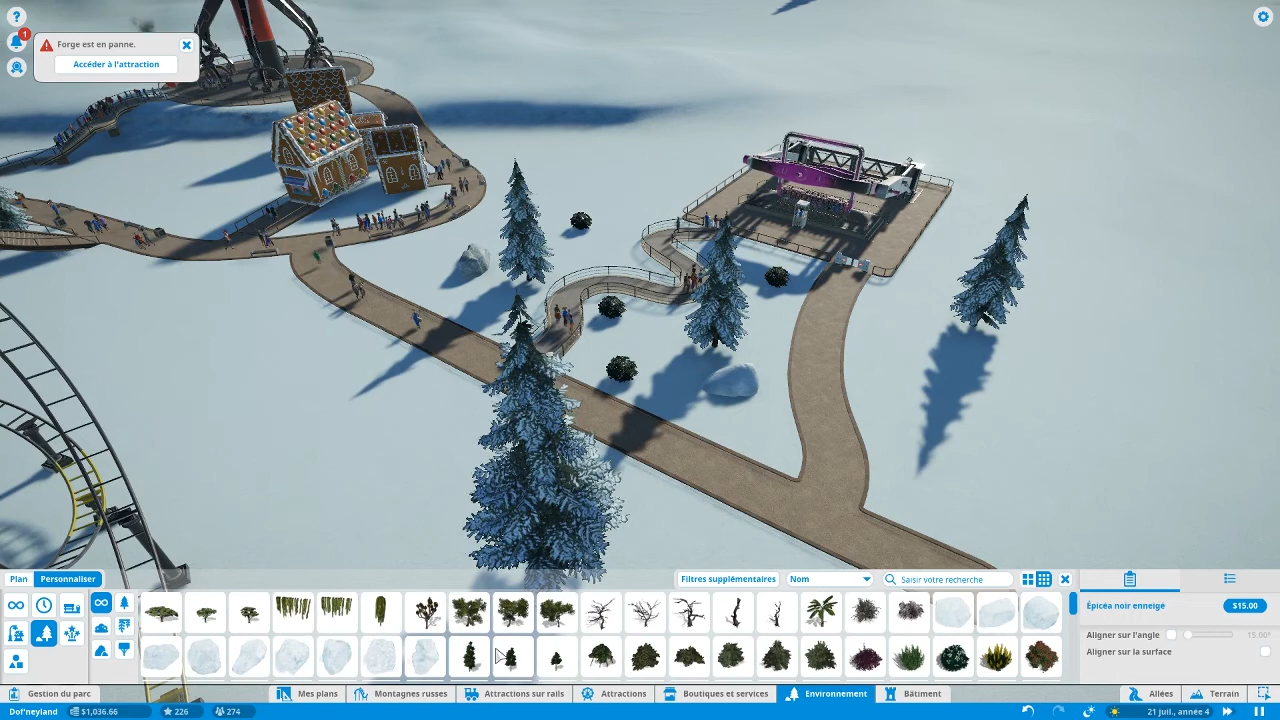 ?
1
Forge est en panne.
Accéder à l'attraction
Plan
Personnaliser
Filtres supplémentaires
Nom
Saisir votre recherche
Épicéa noir enneigé
$15.00
Aligner sur l'angle
15.00°
Aligner sur la surface
Gestion du parc
Mes plans
Montagnes russes
Attractions sur rails
Attractions
Boutiques et services
Environnement
Bâtiment
Allées
Terrain
Dof'neyland
$1,036.66
226
274
21 juil., année 4